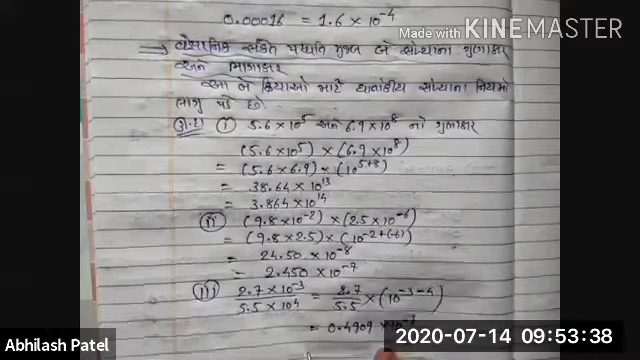 0.00016 = 1.6 × 10⁻⁴
Made with KINEMASTER
→ વૈજ્ઞાનિક સંકેત પધ્ધતિ મુજબ બે સંખ્યાના ગુણાકાર
અને ભાગાકાર
આ બે ક્રિયાઓ માટે ઘાતાંકીય સંખ્યાના નિયમો
લાગુ પડે છે.
ઉદા. (i) 5.6 × 10⁵ અને 6.9 × 10⁸ નો ગુણાકાર
(5.6 × 10⁵) × (6.9 × 10⁸)
= (5.6 × 6.9) × (10⁵⁺⁸)
= 38.64 × 10¹³
= 3.864 × 10¹⁴
(ii) (9.8 × 10⁻²) × (2.5 × 10⁻⁶)
= (9.8 × 2.5) × (10⁻²⁺⁽⁻⁶⁾)
= 24.50 × 10⁻⁸
= 2.450 × 10⁻⁷
(iii) 2.7 × 10⁻³ / 5.5 × 10⁴ = 2.7 / 5.5 × (10⁻³⁻⁴)
= 0.4909 × 10⁻⁷
Abhilash Patel
2020-07-14 09:53:38